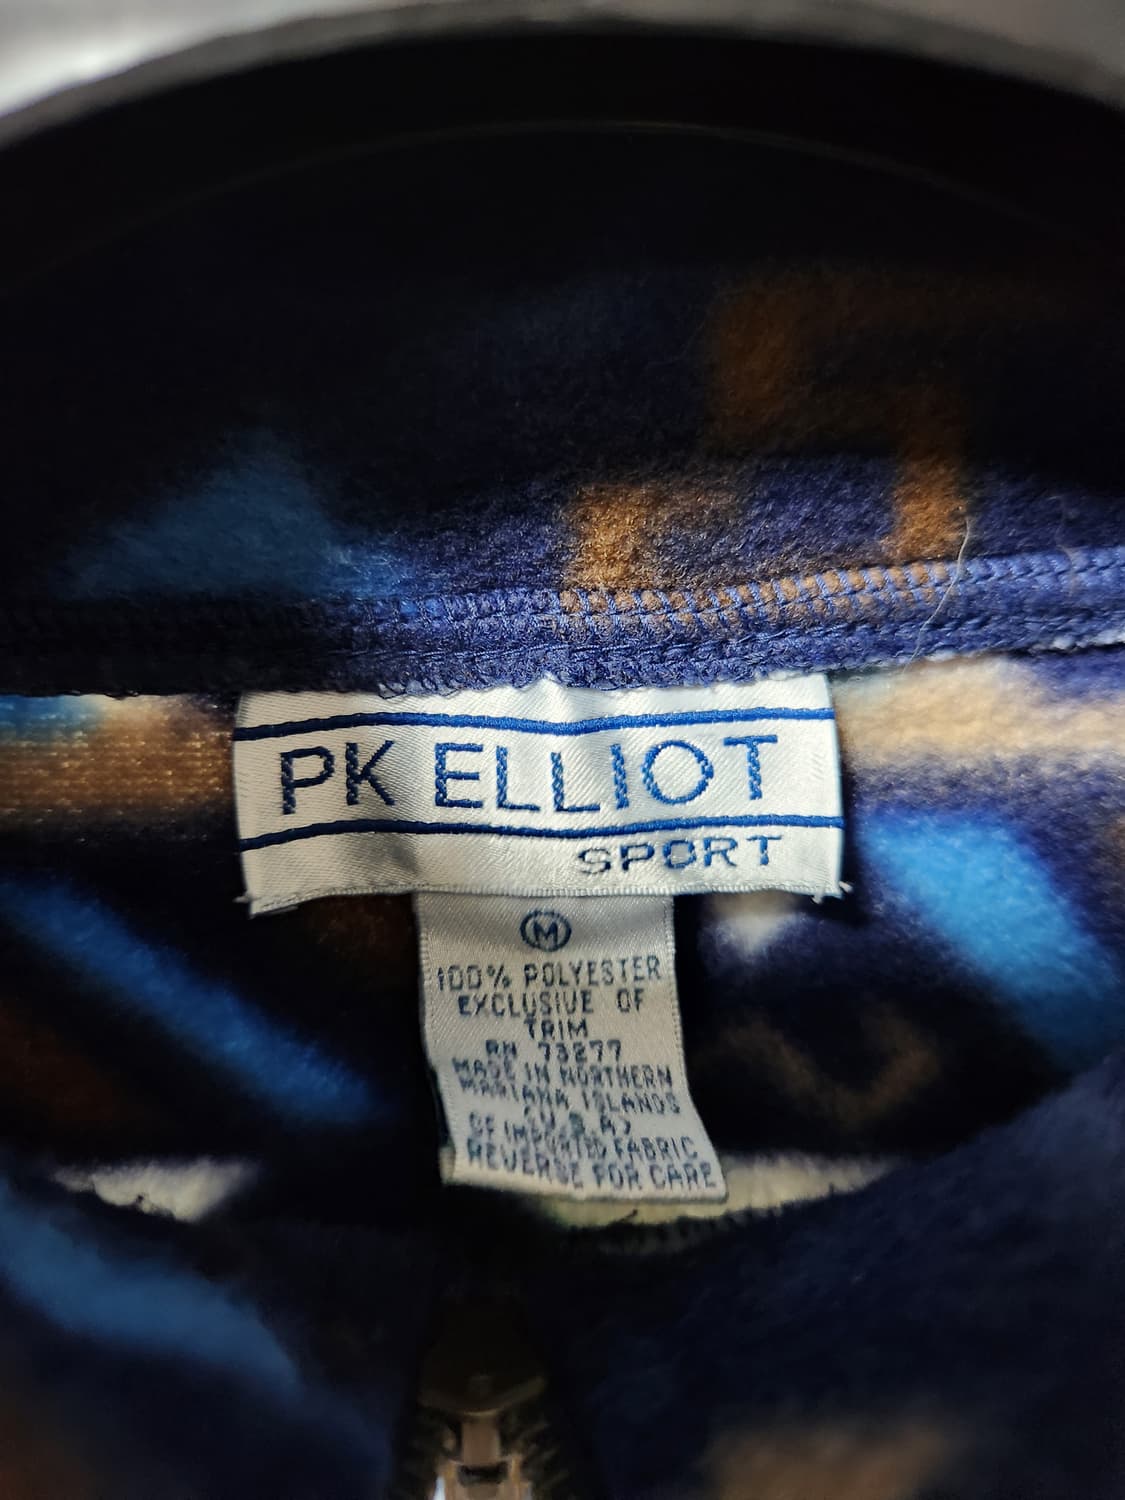 PK ELLIOT
SPORT
M
100% POLYESTER
EXCLUSIVE OF
TRIM
RN 73277
MADE IN NORTHERN
MARIANA ISLANDS
(U.S.A)
OF IMPORTED FABRIC
REVERSE FOR CARE